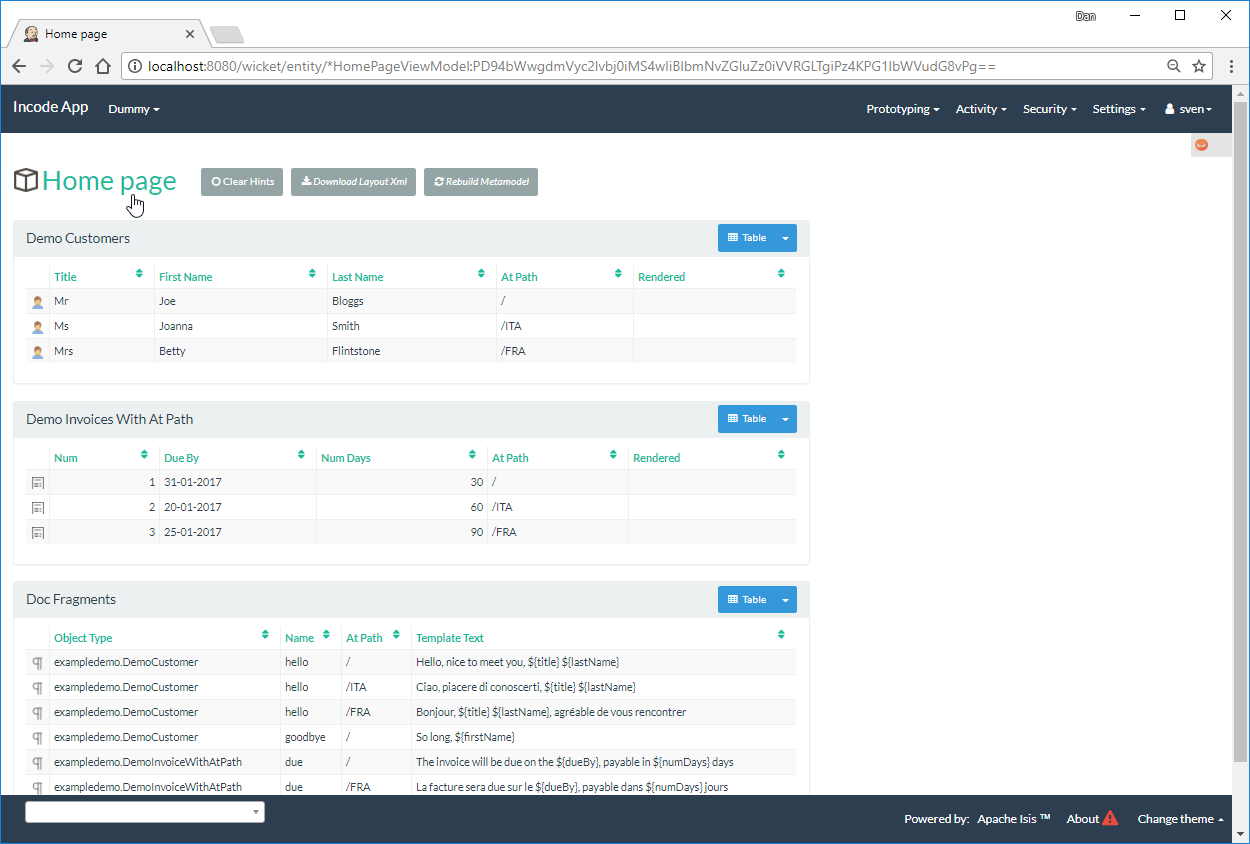 Dan
Home page
localhost:8080/wicket/entity/*HomePageViewModel:PD94bWwgdmVyc2lvbj0iMS4wIiBlbmNvZGluZz0iVVRGLTgiPz4KPG1lbWVudG8vPg==
Incode App Dummy Prototyping Activity Security Settings sven
Home page Clear Hints Download Layout Xml Rebuild Metamodel
Demo Customers Table
Title First Name Last Name At Path Rendered
Mr Joe Bloggs /
Ms Joanna Smith /ITA
Mrs Betty Flintstone /FRA
Demo Invoices With At Path Table
Num Due By Num Days At Path Rendered
1 31-01-2017 30 /
2 20-01-2017 60 /ITA
3 25-01-2017 90 /FRA
Doc Fragments Table
Object Type Name At Path Template Text
exampledemo.DemoCustomer hello / Hello, nice to meet you, ${title} ${lastName}
exampledemo.DemoCustomer hello /ITA Ciao, piacere di conoscerti, ${title} ${lastName}
exampledemo.DemoCustomer hello /FRA Bonjour, ${title} ${lastName}, agréable de vous rencontrer
exampledemo.DemoCustomer goodbye / So long, ${firstName}
exampledemo.DemoInvoiceWithAtPath due / The invoice will be due on the ${dueBy}, payable in ${numDays} days
exampledemo.DemoInvoiceWithAtPath due /FRA La facture sera due sur le ${dueBy}, payable dans ${numDays} jours
Powered by: Apache Isis ™ About Change theme